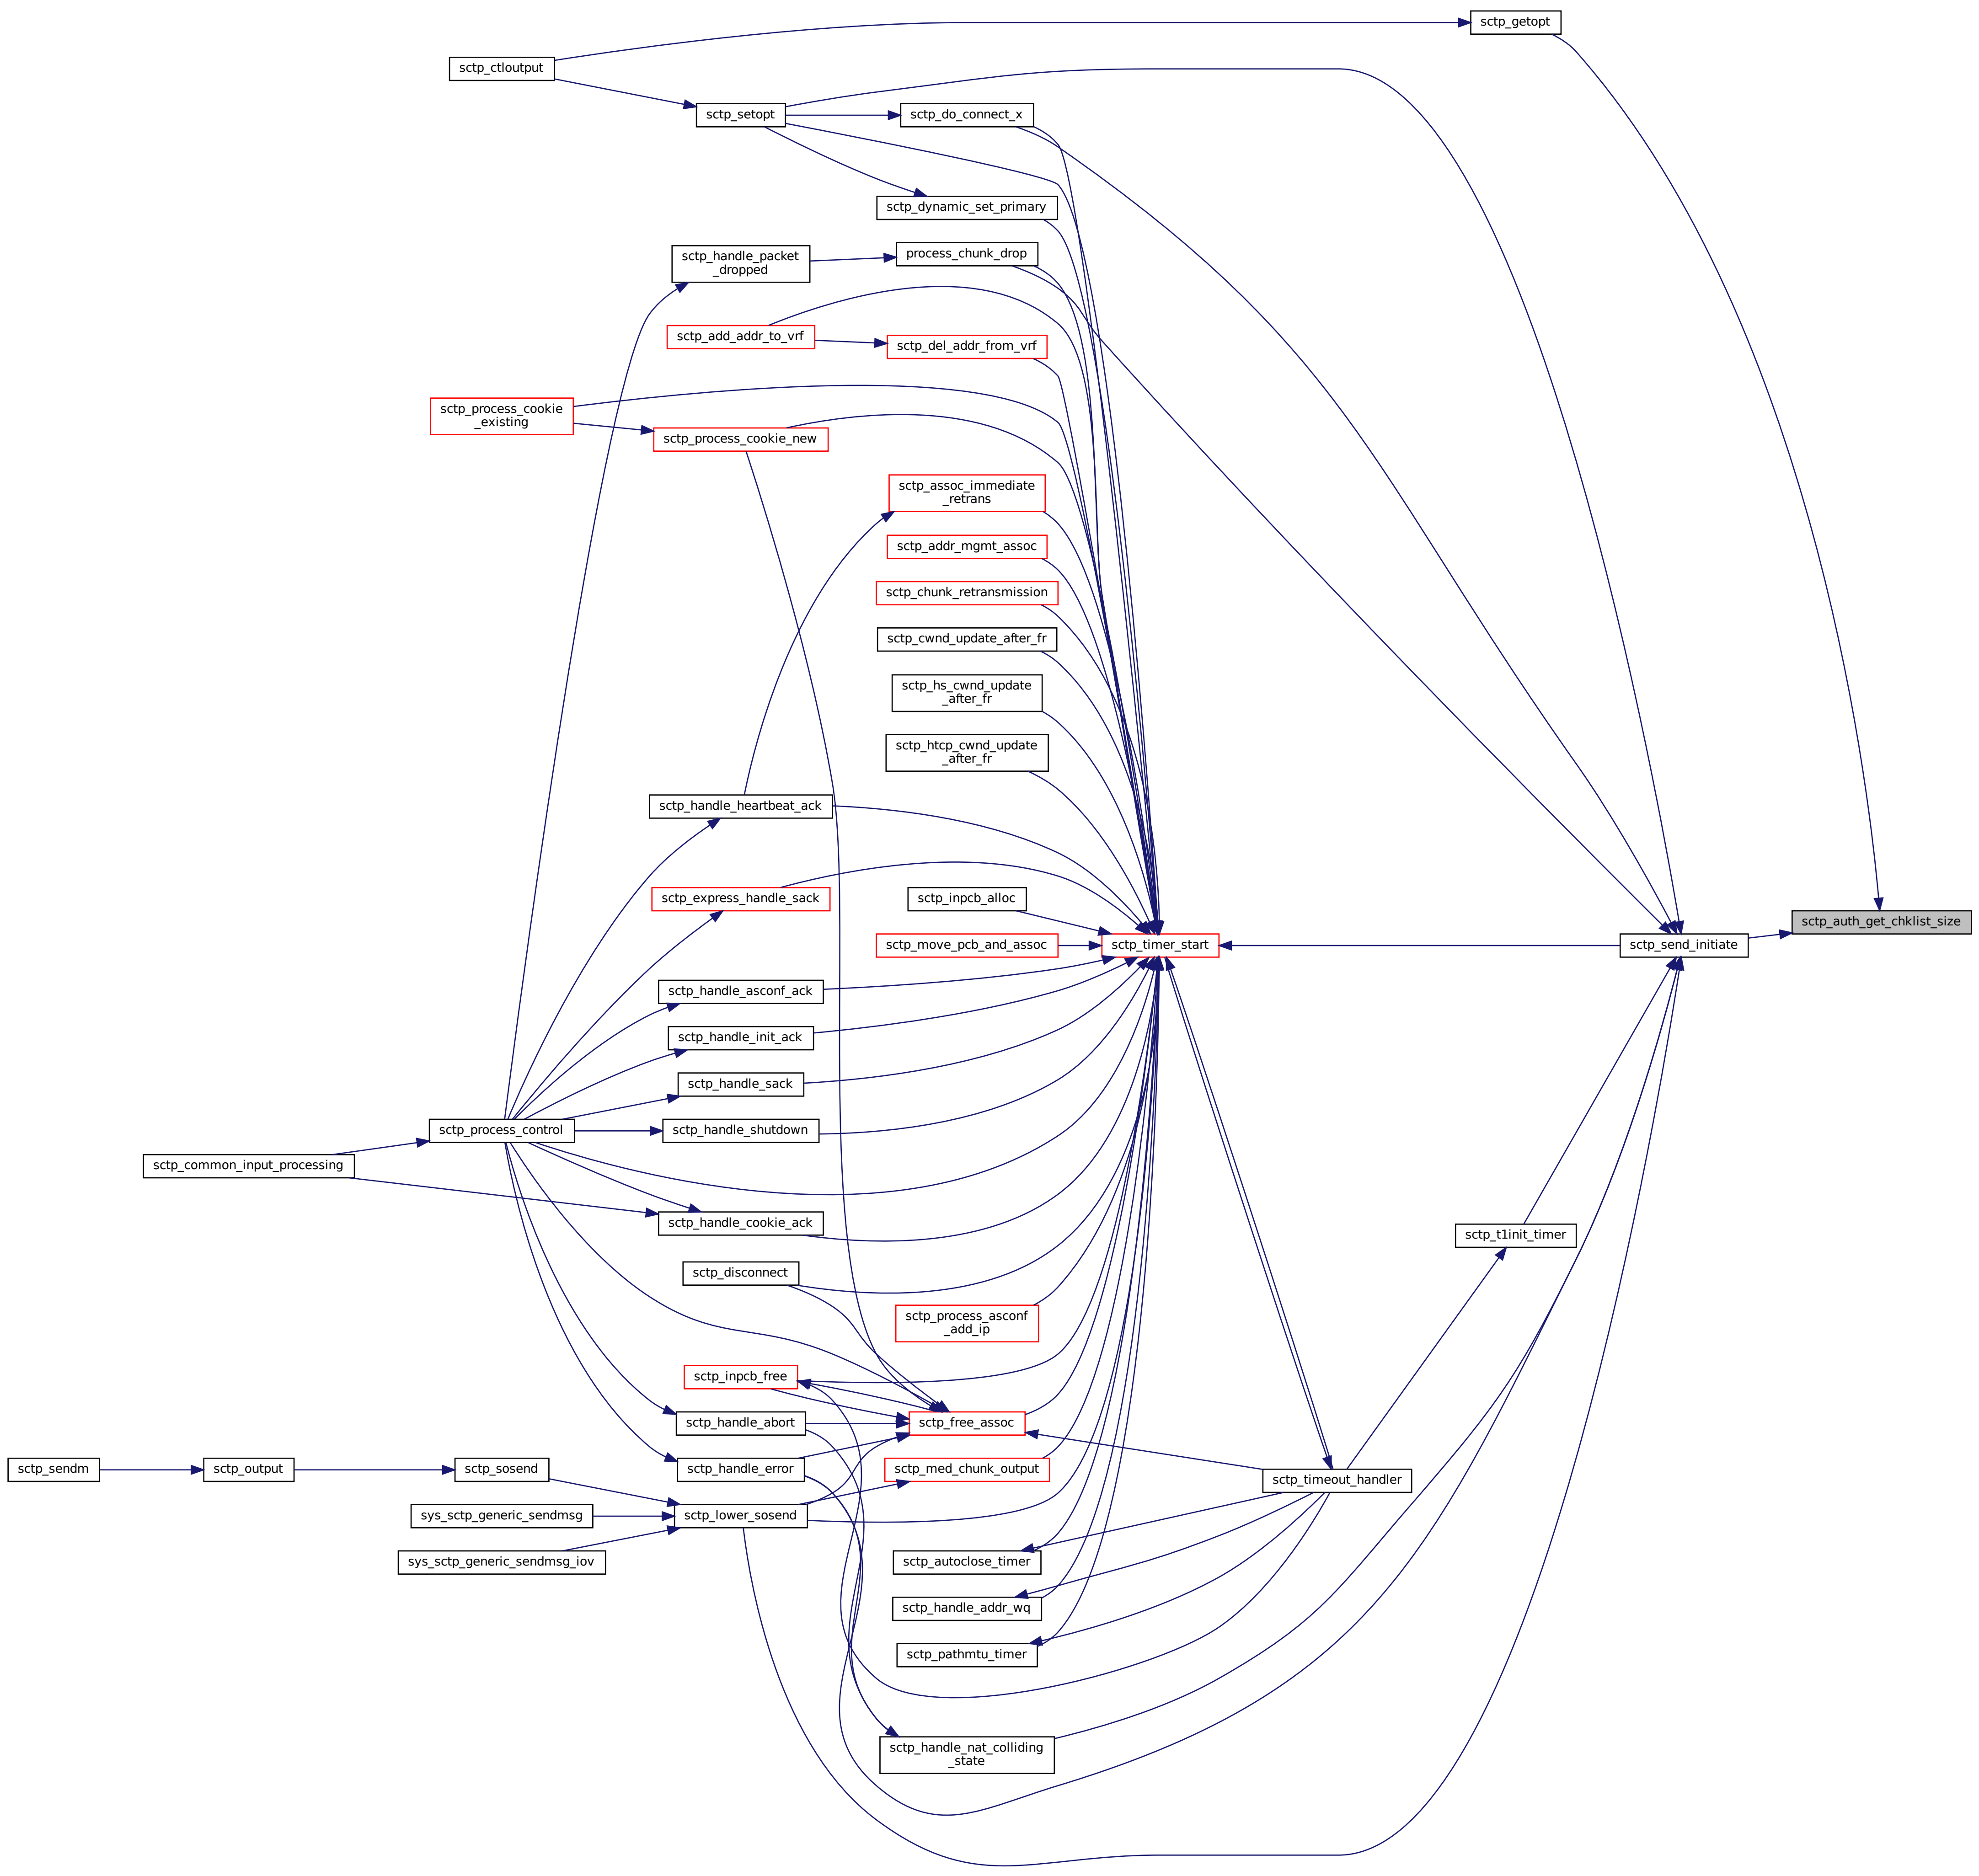 sctp_getopt
sctp_ctloutput
sctp_setopt
sctp_do_connect_x
sctp_dynamic_set_primary
sctp_handle_packet
_dropped
process_chunk_drop
sctp_add_addr_to_vrf
sctp_del_addr_from_vrf
sctp_process_cookie
_existing
sctp_process_cookie_new
sctp_assoc_immediate
_retrans
sctp_addr_mgmt_assoc
sctp_chunk_retransmission
sctp_cwnd_update_after_fr
sctp_hs_cwnd_update
_after_fr
sctp_htcp_cwnd_update
_after_fr
sctp_handle_heartbeat_ack
sctp_express_handle_sack
sctp_inpcb_alloc
sctp_auth_get_chklist_size
sctp_move_pcb_and_assoc
sctp_timer_start
sctp_send_initiate
sctp_handle_asconf_ack
sctp_handle_init_ack
sctp_handle_sack
sctp_process_control
sctp_handle_shutdown
sctp_common_input_processing
sctp_handle_cookie_ack
sctp_t1init_timer
sctp_disconnect
sctp_process_asconf
_add_ip
sctp_inpcb_free
sctp_handle_abort
sctp_free_assoc
sctp_sendm
sctp_output
sctp_sosend
sctp_handle_error
sctp_med_chunk_output
sctp_timeout_handler
sys_sctp_generic_sendmsg
sctp_lower_sosend
sys_sctp_generic_sendmsg_iov
sctp_autoclose_timer
sctp_handle_addr_wq
sctp_pathmtu_timer
sctp_handle_nat_colliding
_state